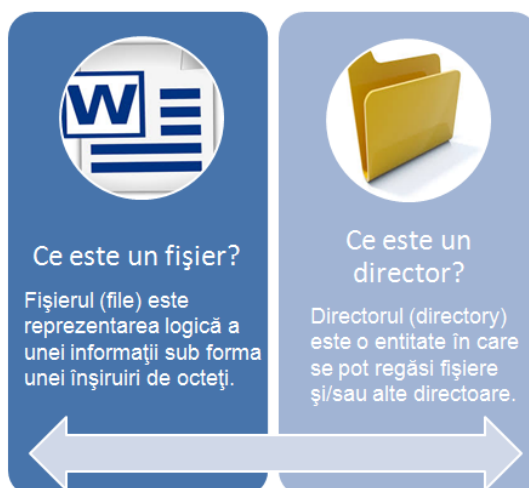 W
Ce este un fişier?
Fişierul (file) este
reprezentarea logică a
unei informaţii sub forma
unei înşiruiri de octeţi.
Ce este un
director?
Directorul (directory)
este o entitate în care
se pot regăsi fişiere
şi/sau alte directoare.